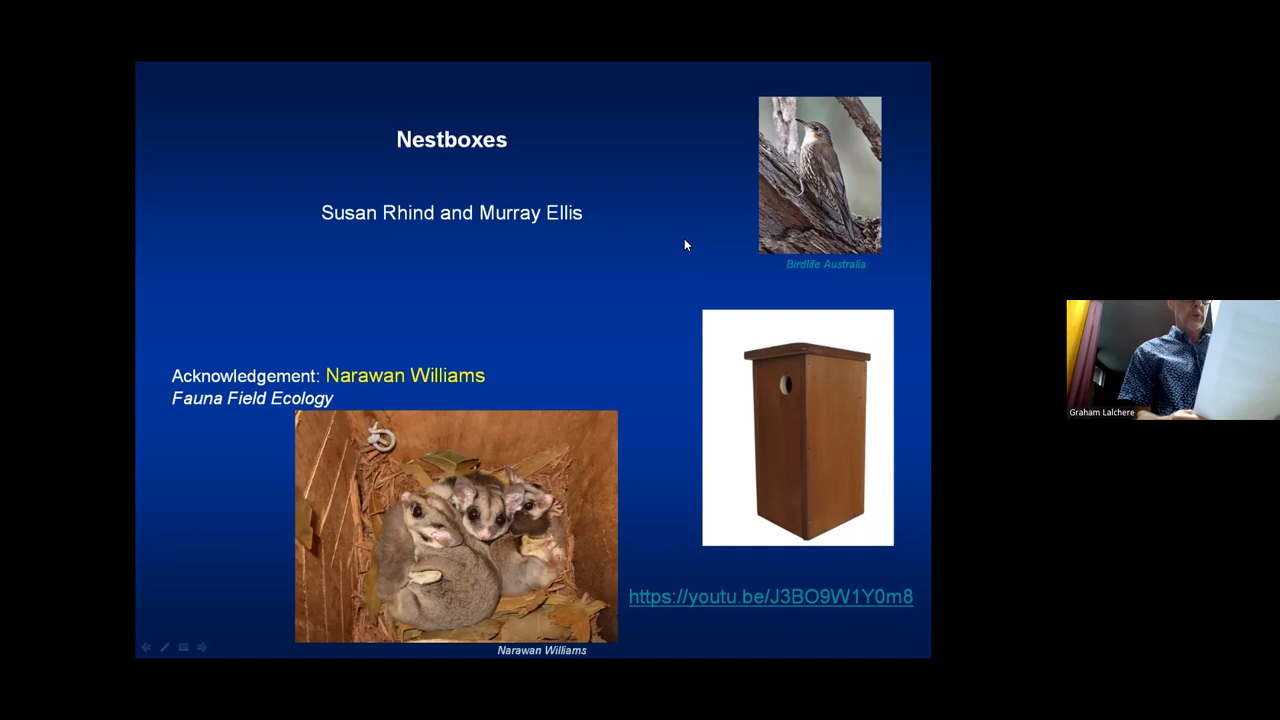 Nestboxes
Susan Rhind and Murray Ellis
Birdlife Australia
Acknowledgement: Narawan Williams
Fauna Field Ecology
https://youtu.be/J3BO9W1Y0m8
Narawan Williams
Graham Lalchere